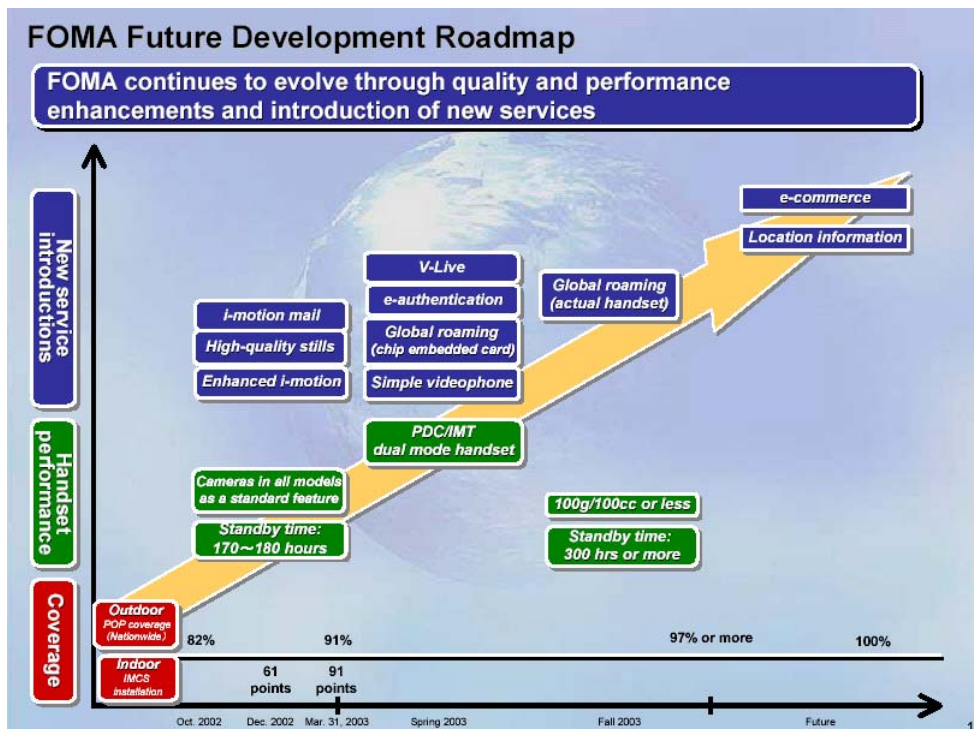 FOMA Future Development Roadmap
FOMA continues to evolve through quality and performance
enhancements and introduction of new services
New service
introductions
e-commerce
Location information
V-Live
e-authentication
Global roaming
(chip embedded card)
Simple videophone
Global roaming
(actual handset)
i-motion mail
High-quality stills
Enhanced i-motion
Handset
performance
PDC/IMT
dual mode handset
Cameras in all models
as a standard feature
Standby time:
170～180 hours
100g/100cc or less
Standby time:
300 hrs or more
Coverage
Outdoor
POP coverage
(Nationwide)
82%
91%
97% or more
100%
Indoor
IMCS
installation
61
points
91
points
Oct. 2002
Dec. 2002
Mar. 31, 2003
Spring 2003
Fall 2003
Future
1